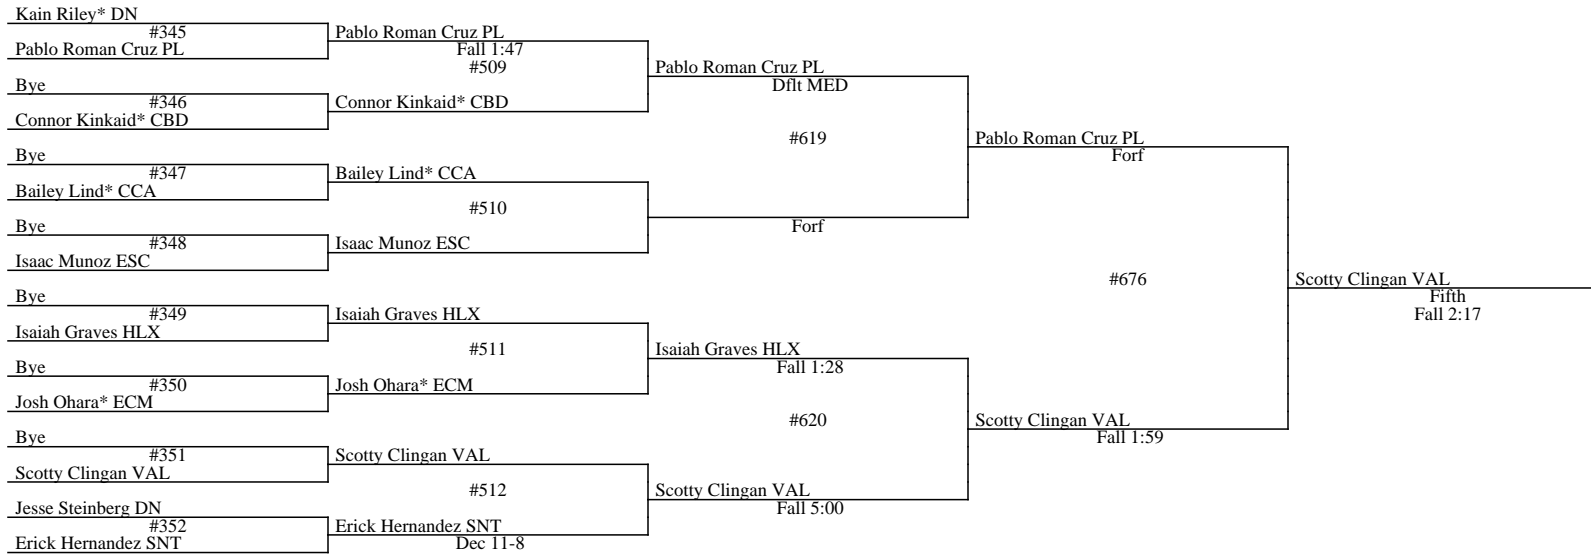 Kain Riley* DN
#345
Pablo Roman Cruz PL
Bye
#346
Connor Kinkaid* CBD
Bye
#347
Bailey Lind* CCA
Bye
#348
Isaac Munoz ESC
Bye
#349
Isaiah Graves HLX
Bye
#350
Josh Ohara* ECM
Bye
#351
Scotty Clingan VAL
Jesse Steinberg DN
#352
Erick Hernandez SNT
Pablo Roman Cruz PL
Fall 1:47
#509
Connor Kinkaid* CBD
Bailey Lind* CCA
#510
Isaac Munoz ESC
Isaiah Graves HLX
#511
Josh Ohara* ECM
Scotty Clingan VAL
#512
Erick Hernandez SNT
Dec 11-8
Pablo Roman Cruz PL
Dflt MED
#619
Forf
Isaiah Graves HLX
Fall 1:28
#620
Scotty Clingan VAL
Fall 5:00
Pablo Roman Cruz PL
Forf
#676
Scotty Clingan VAL
Fall 1:59
Scotty Clingan VAL
Fifth
Fall 2:17